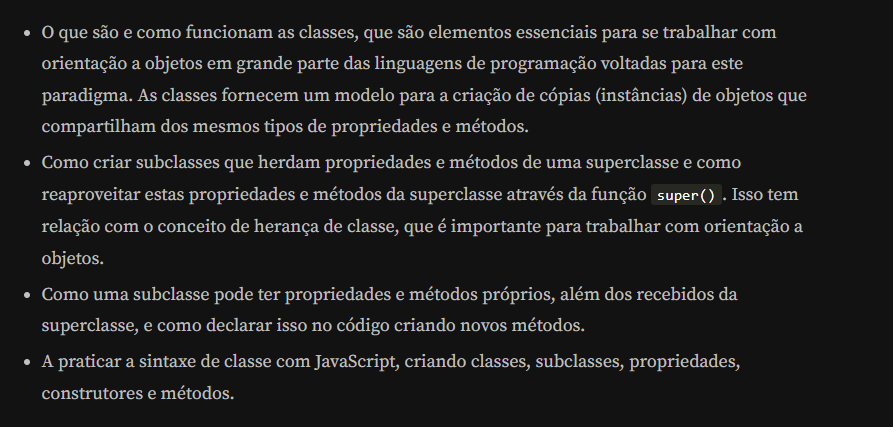 • O que são e como funcionam as classes, que são elementos essenciais para se trabalhar com
orientação a objetos em grande parte das linguagens de programação voltadas para este
paradigma. As classes fornecem um modelo para a criação de cópias (instâncias) de objetos que
compartilham dos mesmos tipos de propriedades e métodos.
• Como criar subclasses que herdam propriedades e métodos de uma superclasse e como
reaproveitar estas propriedades e métodos da superclasse através da função super(). Isso tem
relação com o conceito de herança de classe, que é importante para trabalhar com orientação a
objetos.
• Como uma subclasse pode ter propriedades e métodos próprios, além dos recebidos da
superclasse, e como declarar isso no código criando novos métodos.
• A praticar a sintaxe de classe com JavaScript, criando classes, subclasses, propriedades,
construtores e métodos.